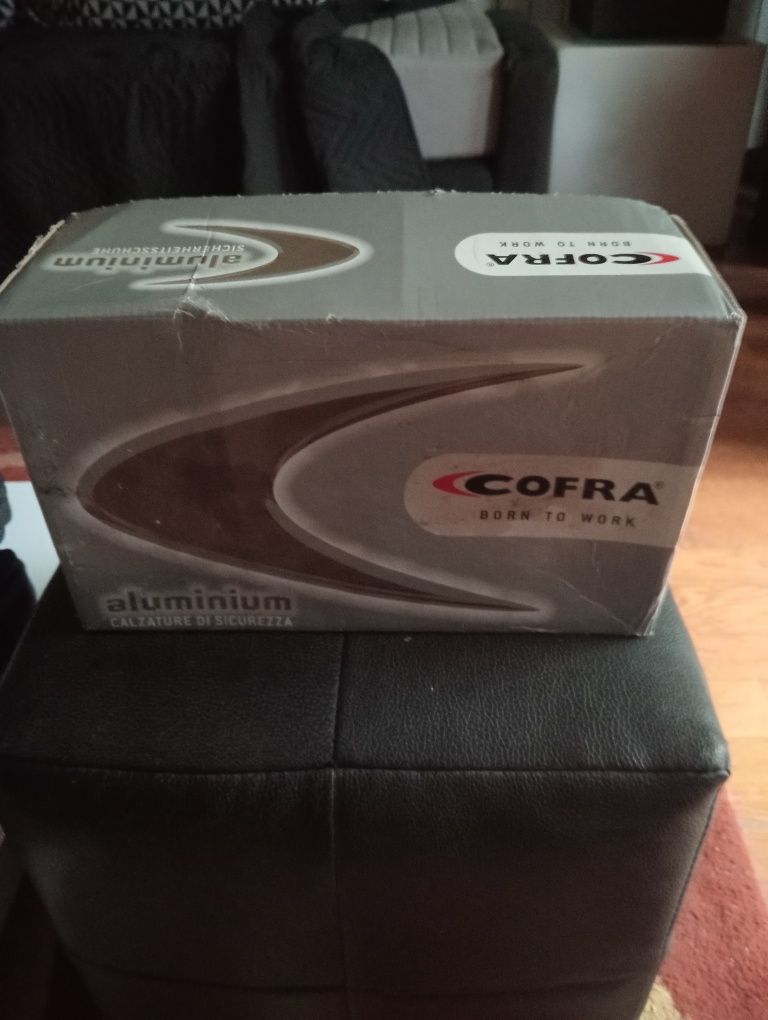 aluminium
SICHERHEITSSCHUHE
COFRA®
BORN TO WORK
COFRA®
BORN TO WORK
aluminium
CALZATURE DI SICUREZZA